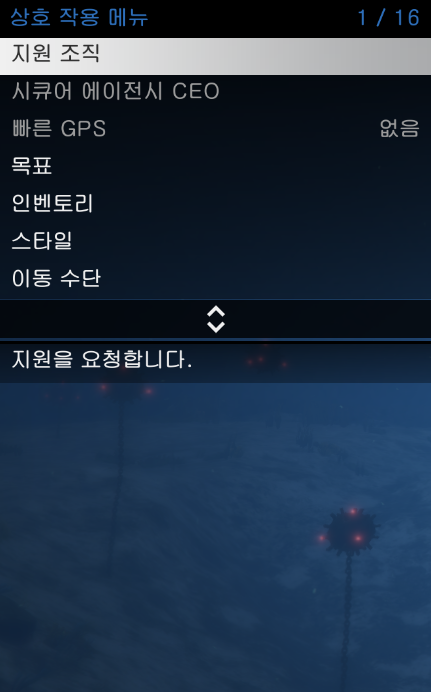 상호 작용 메뉴 1 / 16
지원 조직
시큐어 에이전시 CEO
빠른 GPS 없음
목표
인벤토리
스타일
이동 수단
지원을 요청합니다.